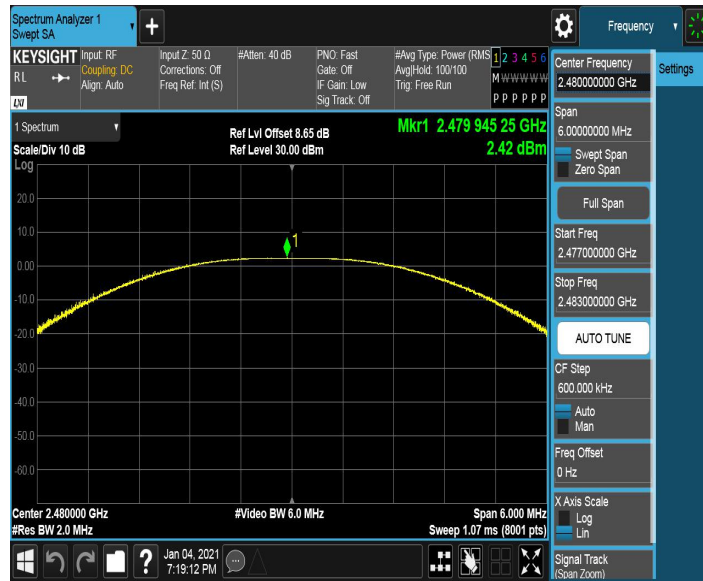 Spectrum Analyzer 1
Swept SA
+
Frequency
KEYSIGHT
RL
LXI
Input: RF
Coupling: DC
Align: Auto
Input Z: 50 Ω
Corrections: Off
Freq Ref: Int (S)
#Atten: 40 dB
PNO: Fast
Gate: Off
IF Gain: Low
Sig Track: Off
#Avg Type: Power (RMS
Avg|Hold: 100/100
Trig: Free Run
1 2 3 4 5 6
M W W W W W
P P P P P P
1 Spectrum
Scale/Div 10 dB
Log
Ref Lvl Offset 8.65 dB
Ref Level 30.00 dBm
Mkr1 2.479 945 25 GHz
2.42 dBm
20.0
10.0
0.00
-10.0
-20.0
-30.0
-40.0
-50.0
-60.0
1
Center 2.480000 GHz
#Res BW 2.0 MHz
#Video BW 6.0 MHz
Span 6.000 MHz
Sweep 1.07 ms (8001 pts)
?
Jan 04, 2021
7:19:12 PM
Center Frequency
2.480000000 GHz
Span
6.00000000 MHz
Swept Span
Zero Span
Full Span
Start Freq
2.477000000 GHz
Stop Freq
2.483000000 GHz
AUTO TUNE
CF Step
600.000 kHz
Auto
Man
Freq Offset
0 Hz
X Axis Scale
Log
Lin
Signal Track
(Span Zoom)
Settings